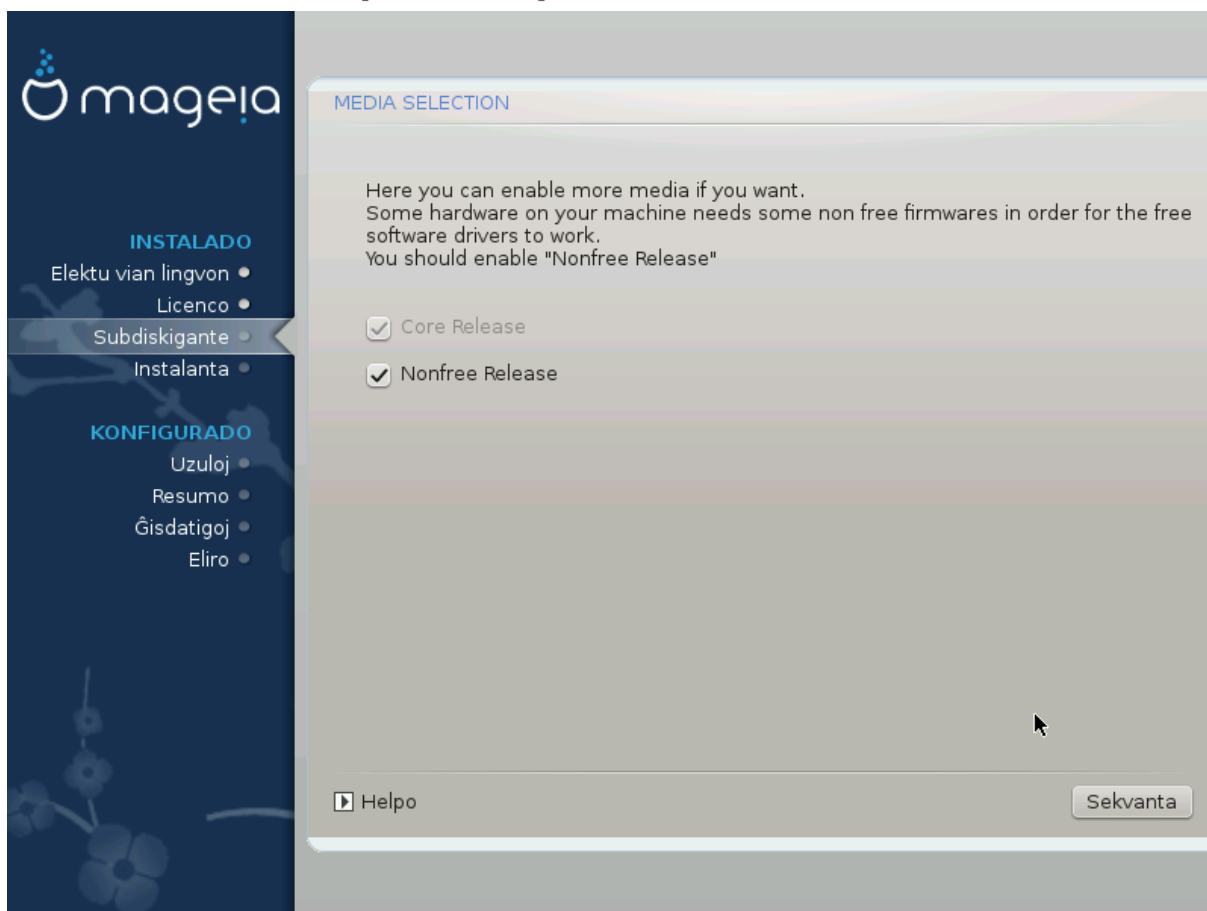 mageia
INSTALADO
Elektu vian lingvon
Licenco
Subdiskigante
Instalanta
KONFIGURADO
Uzuloj
Resumo
Ĝisdatigoj
Eliro
MEDIA SELECTION
Here you can enable more media if you want.
Some hardware on your machine needs some non free firmwares in order for the free
software drivers to work.
You should enable "Nonfree Release"
Core Release
Nonfree Release
Helpo
Sekvanta